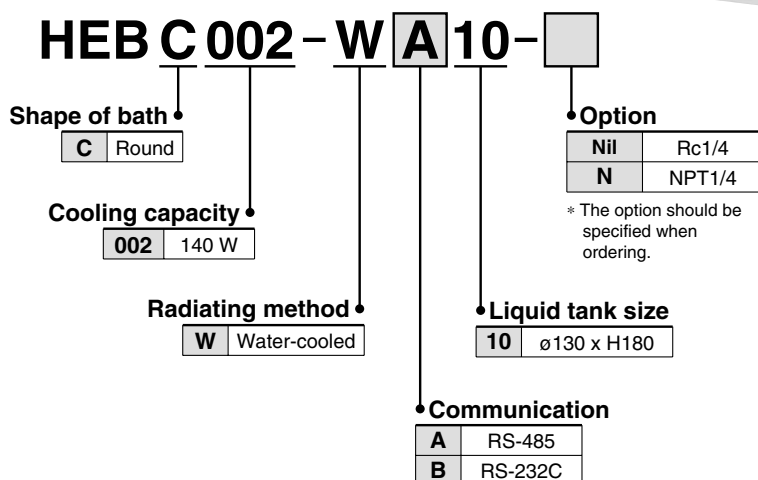 HEB C 002 - W A 10 -
Shape of bath
C Round
Cooling capacity
002 140 W
Radiating method
W Water-cooled
Option
Nil Rc1/4
N NPT1/4
* The option should be
specified when
ordering.
Liquid tank size
10 ø130 x H180
Communication
A RS-485
B RS-232C